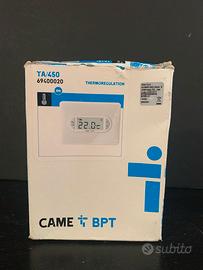 TA/450
69400020
THERMOREGULATION
22.0°
CAME BPT
subito